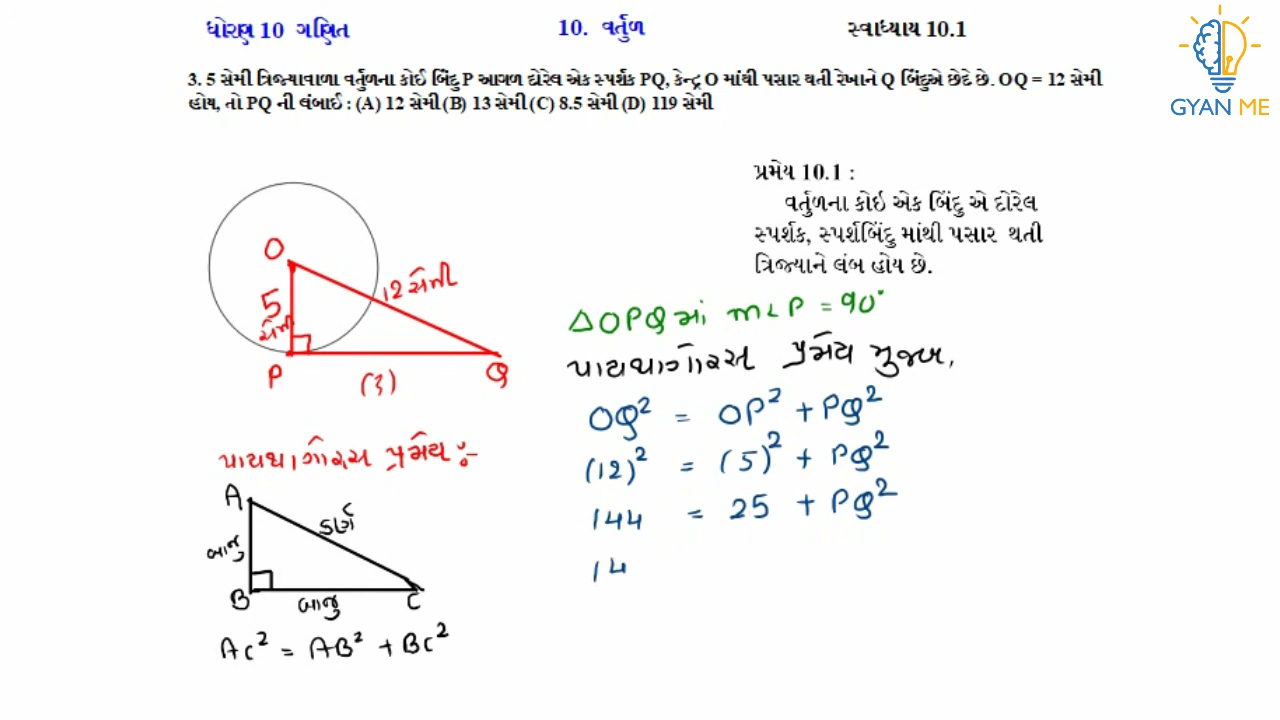 ધોરણ 10 ગણિત
10. વર્તુળ
સ્વાધ્યાય 10.1
GYAN ME
3. 5 સેમી ત્રિજ્યાવાળા વર્તુળના કોઈ બિંદુ P આગળ દોરેલ એક સ્પર્શક PQ, કેન્દ્ર O માંથી પસાર થતી રેખાને Q બિંદુએ છેદે છે. OQ = 12 સેમી
હોય, તો PQ ની લંબાઈ : (A) 12 સેમી (B) 13 સેમી (C) 8.5 સેમી (D) 119 સેમી
પ્રમેય 10.1 :
વર્તુળના કોઇ એક બિંદુ એ દોરેલ
સ્પર્શક, સ્પર્શબિંદુ માંથી પસાર થતી
ત્રિજ્યાને લંબ હોય છે.
O
12 સેમી
5
સેમી
P
Q
(?)
△OPQ માં m∠P = 90°
પાયથાગોરસ પ્રમેય મુજબ,
OQ² = OP² + PQ²
(12)² = (5)² + PQ²
144 = 25 + PQ²
14
પાયથાગોરસ પ્રમેય :-
A
કર્ણ
બાજુ
B
બાજુ
C
AC² = AB² + BC²